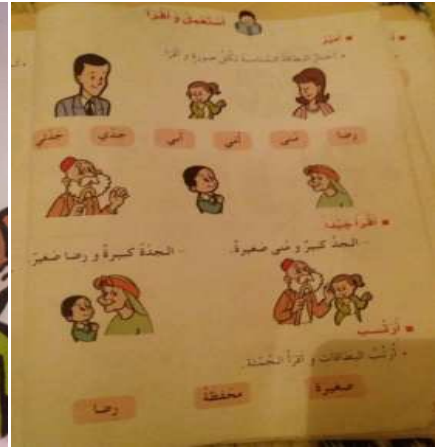 أستعمل و أقرأ
■ أميز
• أختار البطاقة المناسبة لكل صورة و أقرأ.
رضا منى أمي أبي جدي جدتي
■ أقرأ جيدا
- الجد كبير و منى صغيرة. - الجدة كبيرة و رضا صغير.
■ أركب
• أرتب البطاقات و أقرأ الجملة.
صغيرة محفظة رضا